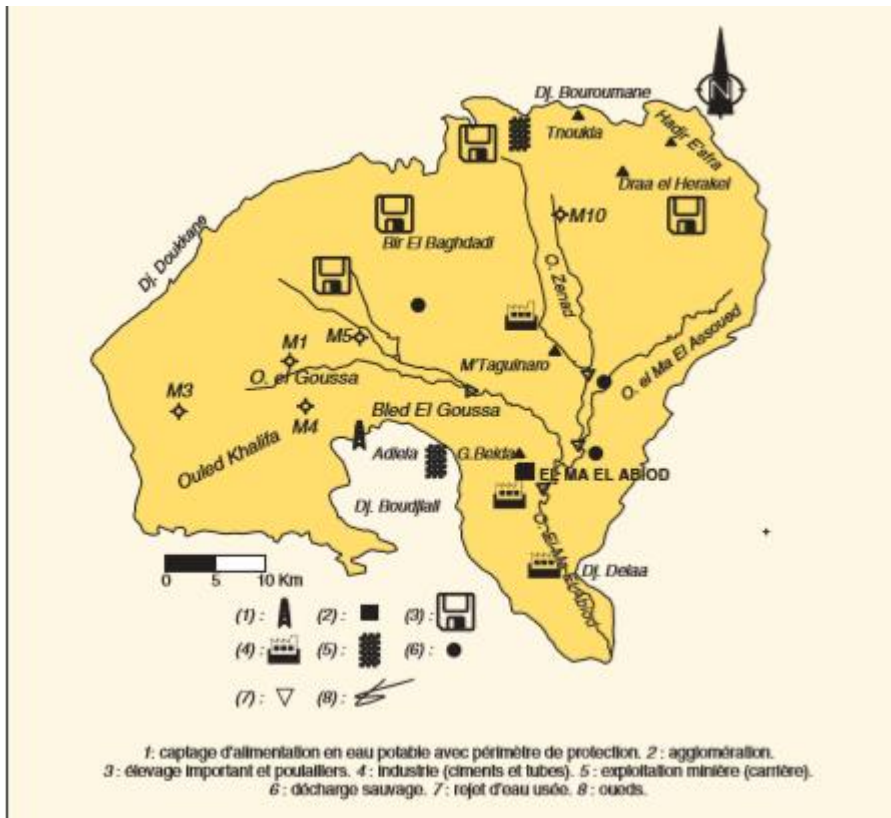 N
Dj. Bouroumane
Tnoukla
Hadjr E'sfra
Draa el Herakel
M10
Bir El Baghdadi
Dj. Doukkane
O. Zenad
M5
M1
M'Taguinaro
O. el Ma El Assoued
O. el Goussa
M3
M4
Bled El Goussa
Ouled Khalifa
Adiela
G.Beida
EL MA EL ABIOD
Dj. Boudjlall
O. El Ma El Abiod
Dj. Delaa
0 5 10 Km
(1) : (2) : (3) :
(4) : (5) : (6) :
(7) : (8) :
1: captage d'alimentation en eau potable avec périmètre de protection. 2 : agglomération.
3 : élevage important et poulaillers. 4 : industrie (ciments et tubes). 5 : exploitation minière (carrière).
6 : décharge sauvage. 7 : rejet d'eau usée. 8 : oueds.